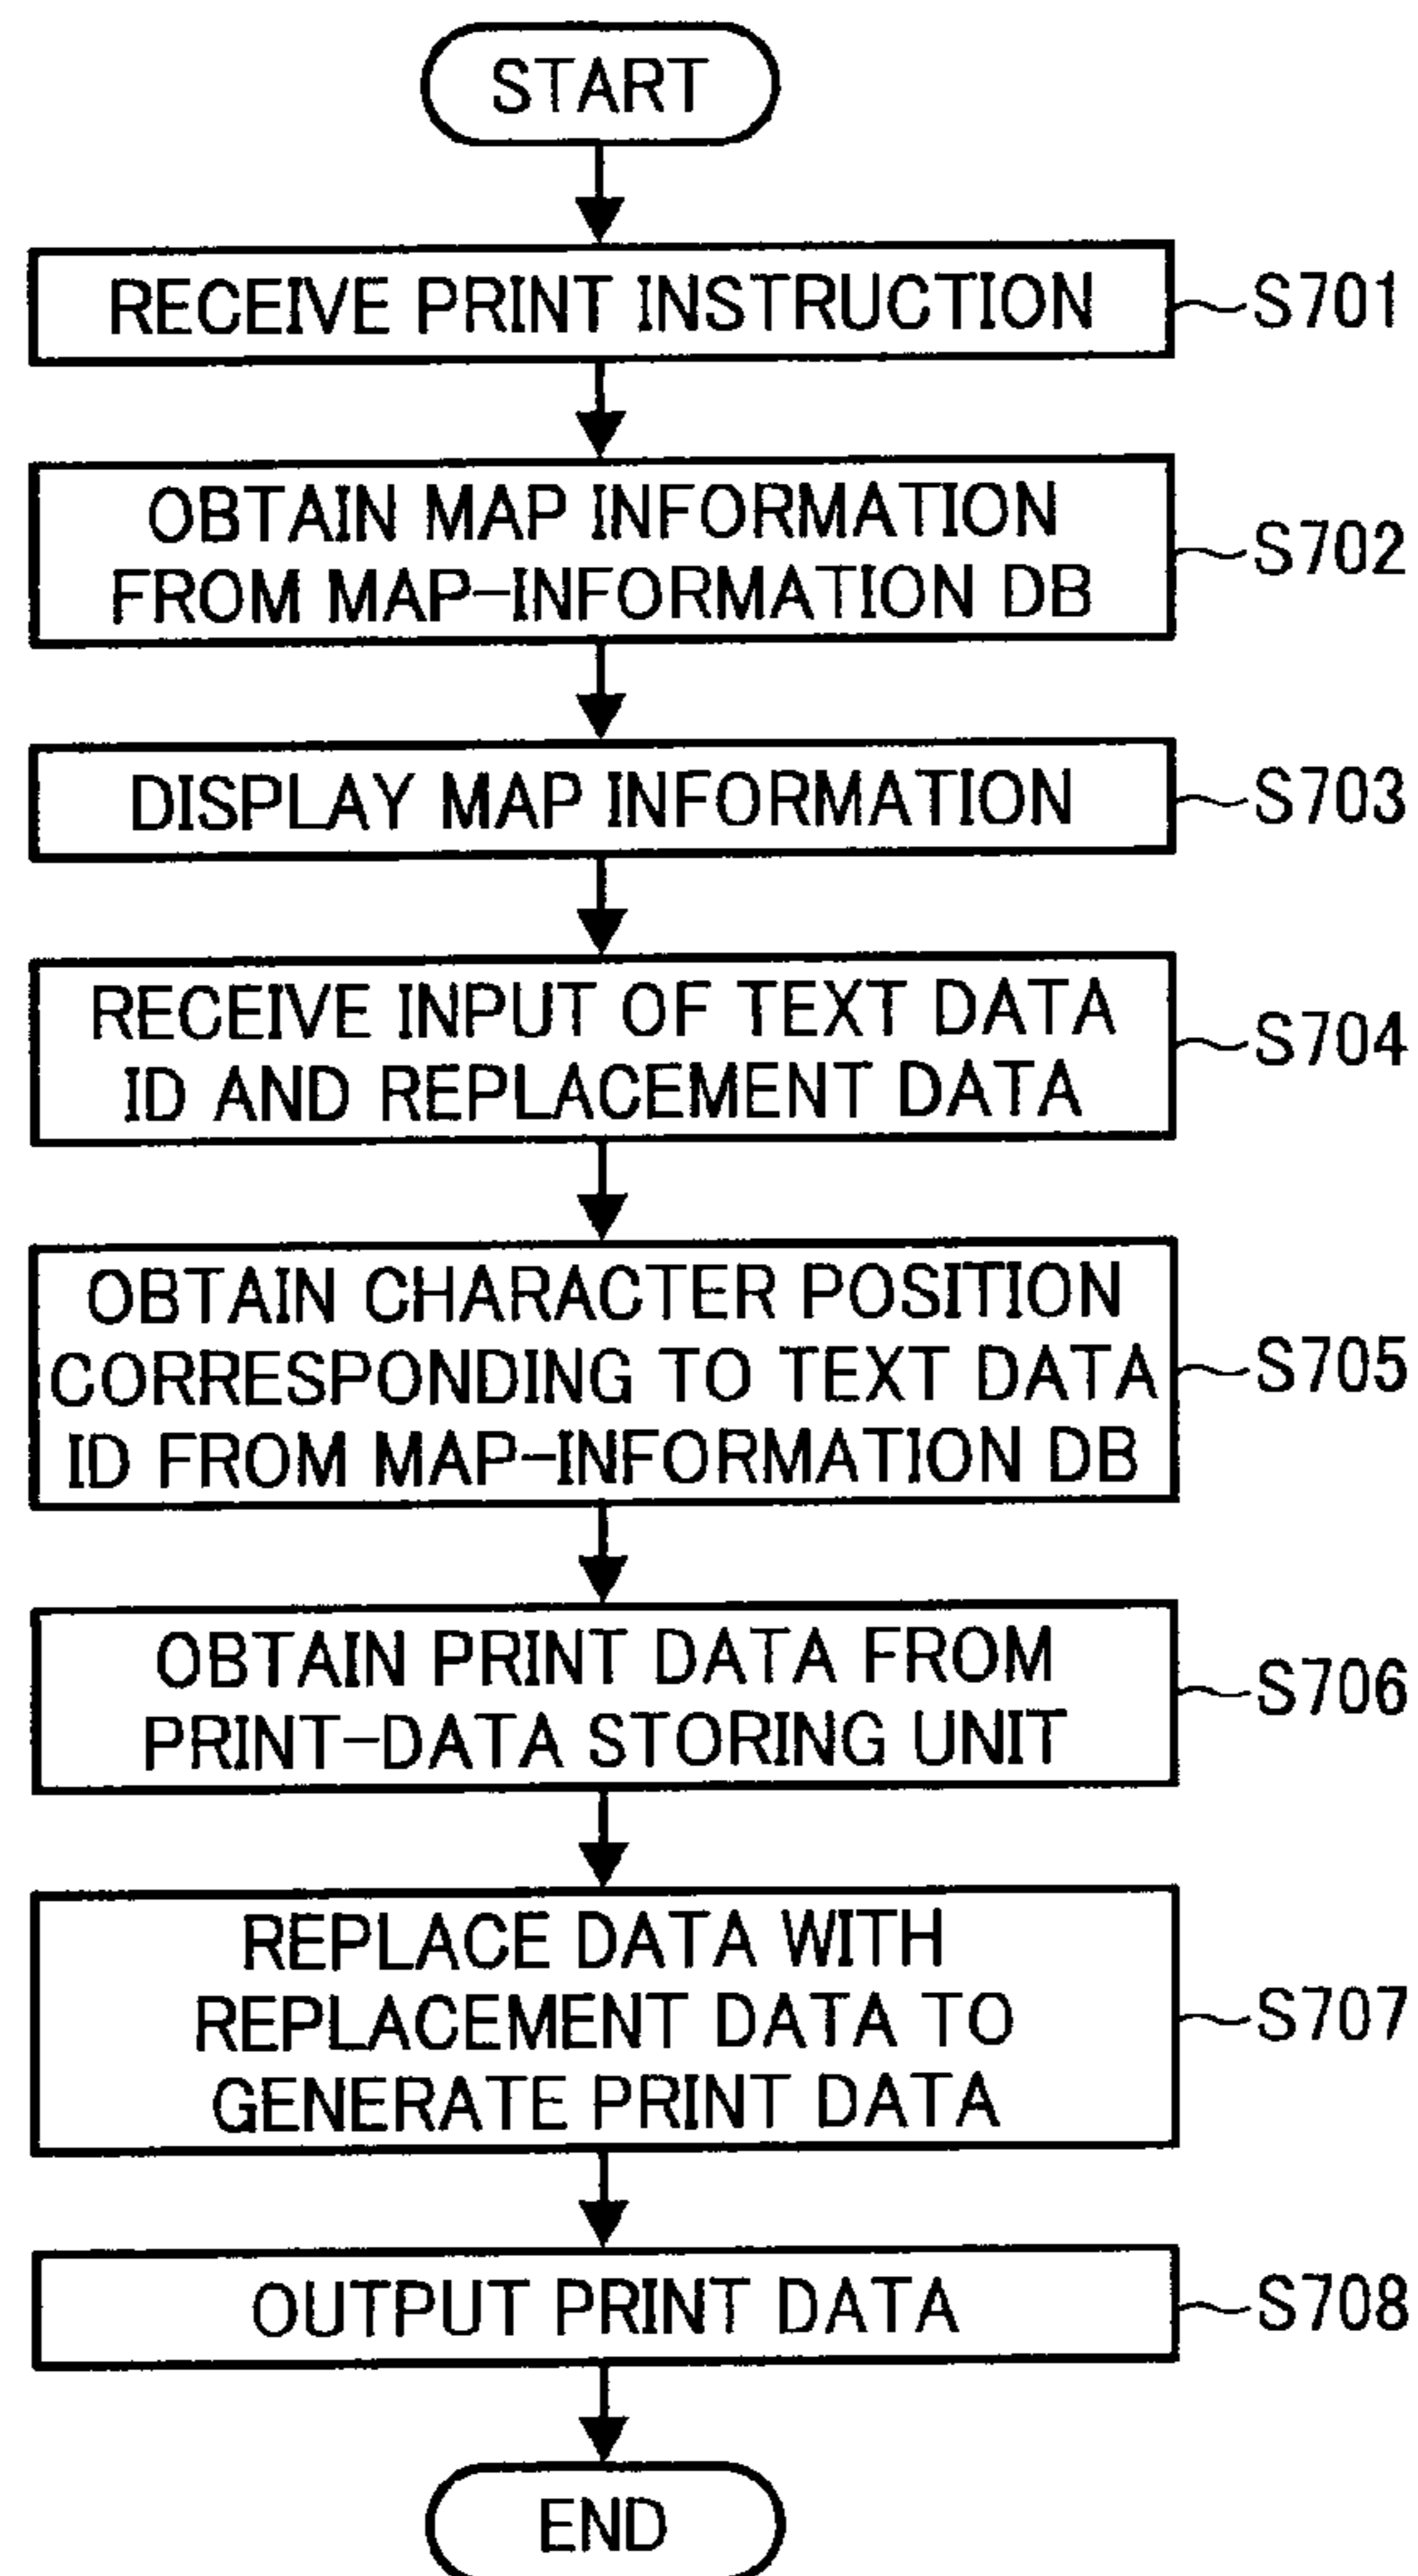 START
RECEIVE PRINT INSTRUCTION
S701
OBTAIN MAP INFORMATION
FROM MAP-INFORMATION DB
S702
DISPLAY MAP INFORMATION
S703
RECEIVE INPUT OF TEXT DATA
ID AND REPLACEMENT DATA
S704
OBTAIN CHARACTER POSITION
CORRESPONDING TO TEXT DATA
ID FROM MAP-INFORMATION DB
S705
OBTAIN PRINT DATA FROM
PRINT-DATA STORING UNIT
S706
REPLACE DATA WITH
REPLACEMENT DATA TO
GENERATE PRINT DATA
S707
OUTPUT PRINT DATA
S708
END